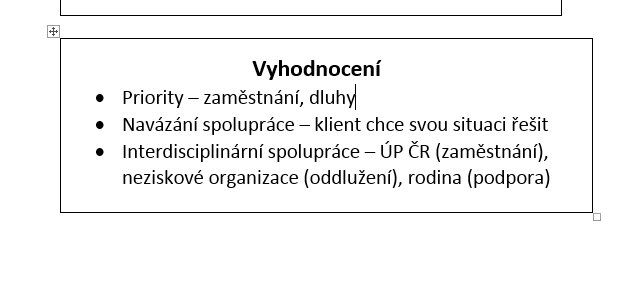 Vyhodnocení
• Priority – zaměstnání, dluhy
• Navázání spolupráce – klient chce svou situaci řešit
• Interdisciplinární spolupráce – ÚP ČR (zaměstnání),
neziskové organizace (oddlužení), rodina (podpora)